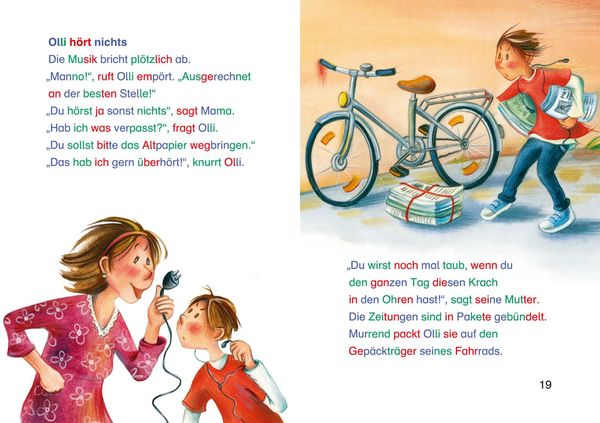 Olli hört nichts
Die Musik bricht plötzlich ab.
„Manno!“, ruft Olli empört. „Ausgerechnet
an der besten Stelle!“
„Du hörst ja sonst nichts“, sagt Mama.
„Hab ich was verpasst?“, fragt Olli.
„Du sollst bitte das Altpapier wegbringen.“
„Das hab ich gern überhört!“, knurrt Olli.
„Du wirst noch mal taub, wenn du
den ganzen Tag diesen Krach
in den Ohren hast!“, sagt seine Mutter.
Die Zeitungen sind in Pakete gebündelt.
Murrend packt Olli sie auf den
Gepäckträger seines Fahrrads.
19